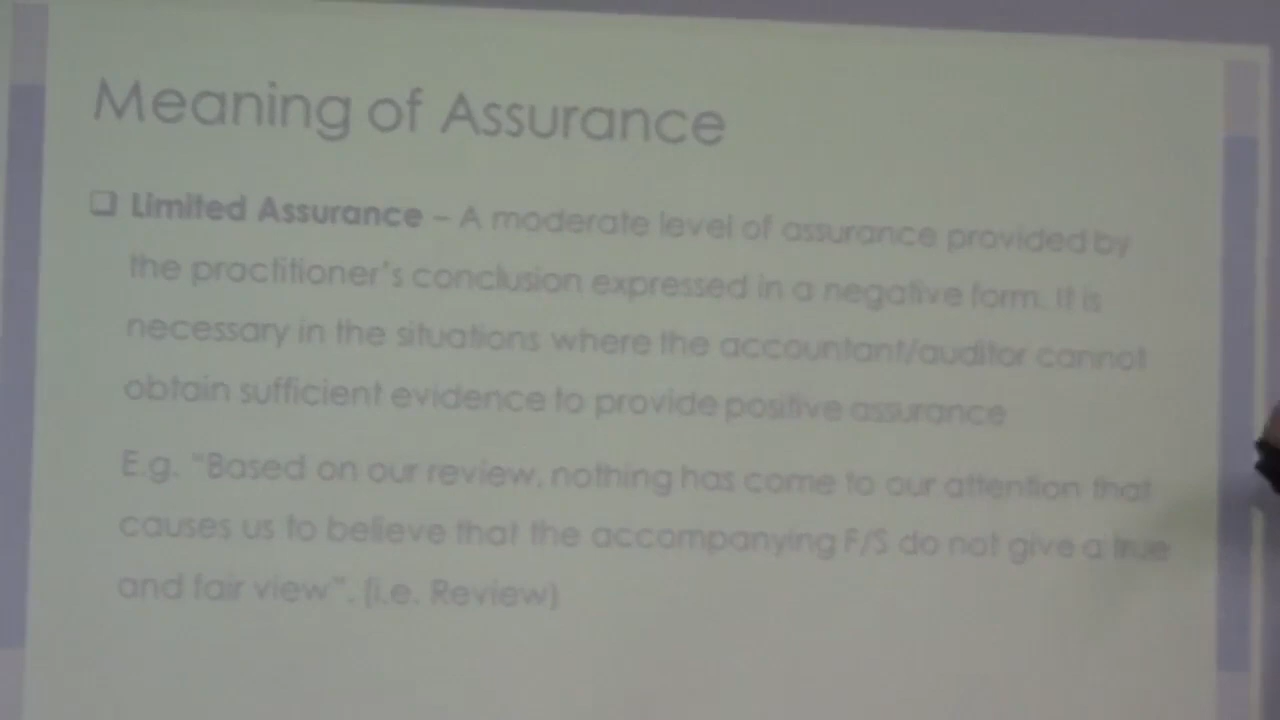 Meaning of Assurance
❑ Limited Assurance – A moderate level of assurance provided by
the practitioner's conclusion expressed in a negative form. It is
necessary in the situations where the accountant/auditor cannot
obtain sufficient evidence to provide positive assurance
E.g. "Based on our review, nothing has come to our attention that
causes us to believe that the accompanying F/S do not give a true
and fair view". (i.e. Review)